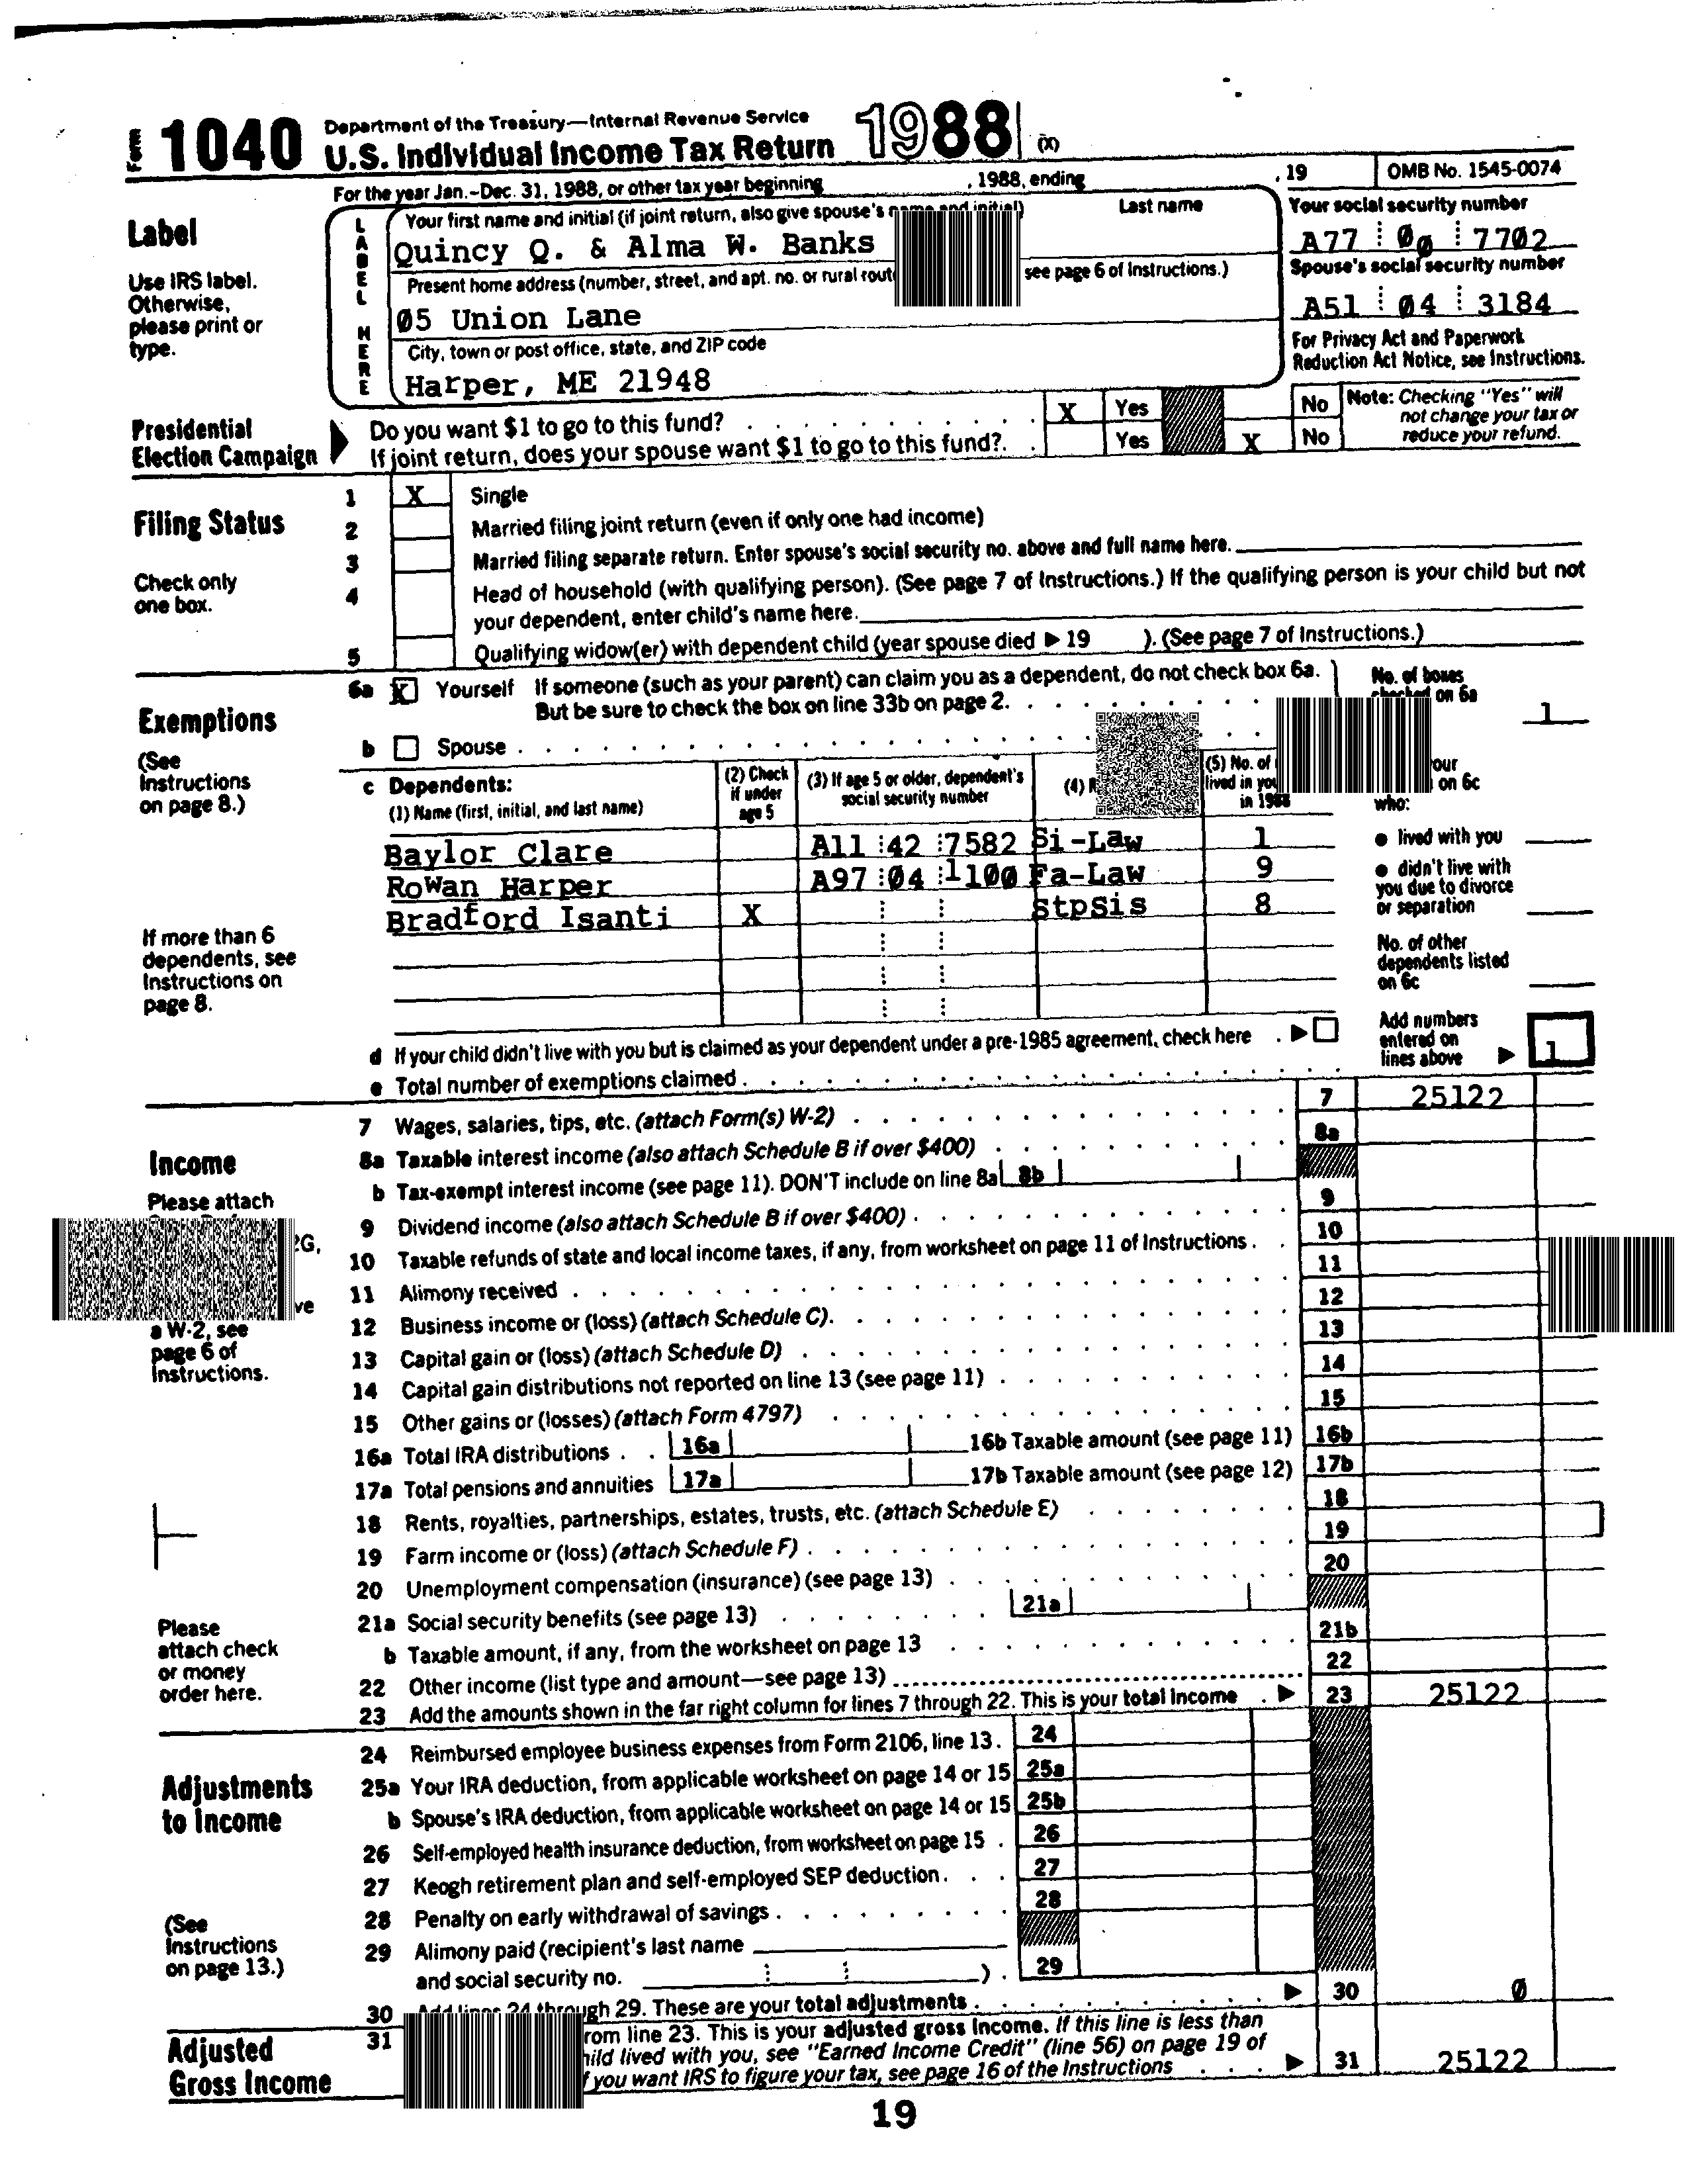 Form 1040 Department of the Treasury—Internal Revenue Service
U.S. Individual Income Tax Return 1988 (X)
For the year Jan.-Dec. 31, 1988, or other tax year beginning , 1988, ending , 19 OMB No. 1545-0074
Label
Use IRS label.
Otherwise,
please print or
type.
LABEL HERE
Your first name and initial (if joint return, also give spouse's name and initial) Last name
Quincy Q. & Alma W. Banks
Present home address (number, street, and apt. no. or rural see page 6 of Instructions.)
05 Union Lane
City, town or post office, state, and ZIP code
Harper, ME 21948
Your social security number
A77 00 7702
Spouse's social security number
A51 04 3184
For Privacy Act and Paperwork
Reduction Act Notice, see Instructions.
Presidential
Election Campaign
Do you want $1 to go to this fund? X Yes No
If joint return, does your spouse want $1 to go to this fund? Yes X No
Note: Checking "Yes" will
not change your tax or
reduce your refund.
Filing Status
Check only
one box.
1 X Single
2 Married filing joint return (even if only one had income)
3 Married filing separate return. Enter spouse's social security no. above and full name here.
4 Head of household (with qualifying person). (See page 7 of Instructions.) If the qualifying person is your child but not
your dependent, enter child's name here.
5 Qualifying widow(er) with dependent child (year spouse died ▶ 19 ). (See page 7 of Instructions.)
Exemptions
(See
Instructions
on page 8.)
6a X Yourself If someone (such as your parent) can claim you as a dependent, do not check box 6a.
But be sure to check the box on line 33b on page 2.
b Spouse
No. of boxes
checked on 6a
1
c Dependents:
(1) Name (first, initial, and last name)
(2) Check
if under
age 5
(3) If age 5 or older, dependent's
social security number
(4)
(5) No. of
lived in
in 1988
on 6c
who:
Baylor Clare A11 42 7582 Si-Law 1
RoWan Harper A97 04 1100 Fa-Law 9
Bradford Isanti X StpSis 8
● lived with you
● didn't live with
you due to divorce
or separation
No. of other
dependents listed
on 6c
If more than 6
dependents, see
Instructions on
page 8.
d If your child didn't live with you but is claimed as your dependent under a pre-1985 agreement, check here ▶
e Total number of exemptions claimed
Add numbers
entered on
lines above ▶ 1
Income
Please attach
a W-2, see
page 6 of
Instructions.
7 Wages, salaries, tips, etc. (attach Form(s) W-2) 7 25122
8a Taxable interest income (also attach Schedule B if over $400) 8a
b Tax-exempt interest income (see page 11). DON'T include on line 8a 8b
9 Dividend income (also attach Schedule B if over $400) 9
10 Taxable refunds of state and local income taxes, if any, from worksheet on page 11 of Instructions 10
11 Alimony received 11
12 Business income or (loss) (attach Schedule C) 12
13 Capital gain or (loss) (attach Schedule D) 13
14 Capital gain distributions not reported on line 13 (see page 11) 14
15 Other gains or (losses) (attach Form 4797) 15
16a Total IRA distributions 16a 16b Taxable amount (see page 11) 16b
17a Total pensions and annuities 17a 17b Taxable amount (see page 12) 17b
18 Rents, royalties, partnerships, estates, trusts, etc. (attach Schedule E) 18
19 Farm income or (loss) (attach Schedule F) 19
20 Unemployment compensation (insurance) (see page 13) 20
21a Social security benefits (see page 13) 21a
b Taxable amount, if any, from the worksheet on page 13 21b
22 Other income (list type and amount—see page 13) 22
23 Add the amounts shown in the far right column for lines 7 through 22. This is your total income ▶ 23 25122
Please
attach check
or money
order here.
Adjustments
to Income
(See
Instructions
on page 13.)
24 Reimbursed employee business expenses from Form 2106, line 13. 24
25a Your IRA deduction, from applicable worksheet on page 14 or 15 25a
b Spouse's IRA deduction, from applicable worksheet on page 14 or 15 25b
26 Self-employed health insurance deduction, from worksheet on page 15 26
27 Keogh retirement plan and self-employed SEP deduction 27
28 Penalty on early withdrawal of savings 28
29 Alimony paid (recipient's last name
and social security no. ) 29
30 Add lines 24 through 29. These are your total adjustments ▶ 30 0
Adjusted
Gross Income
31 from line 23. This is your adjusted gross income. If this line is less than
child lived with you, see "Earned Income Credit" (line 56) on page 19 of
if you want IRS to figure your tax, see page 16 of the Instructions ▶ 31 25122
19